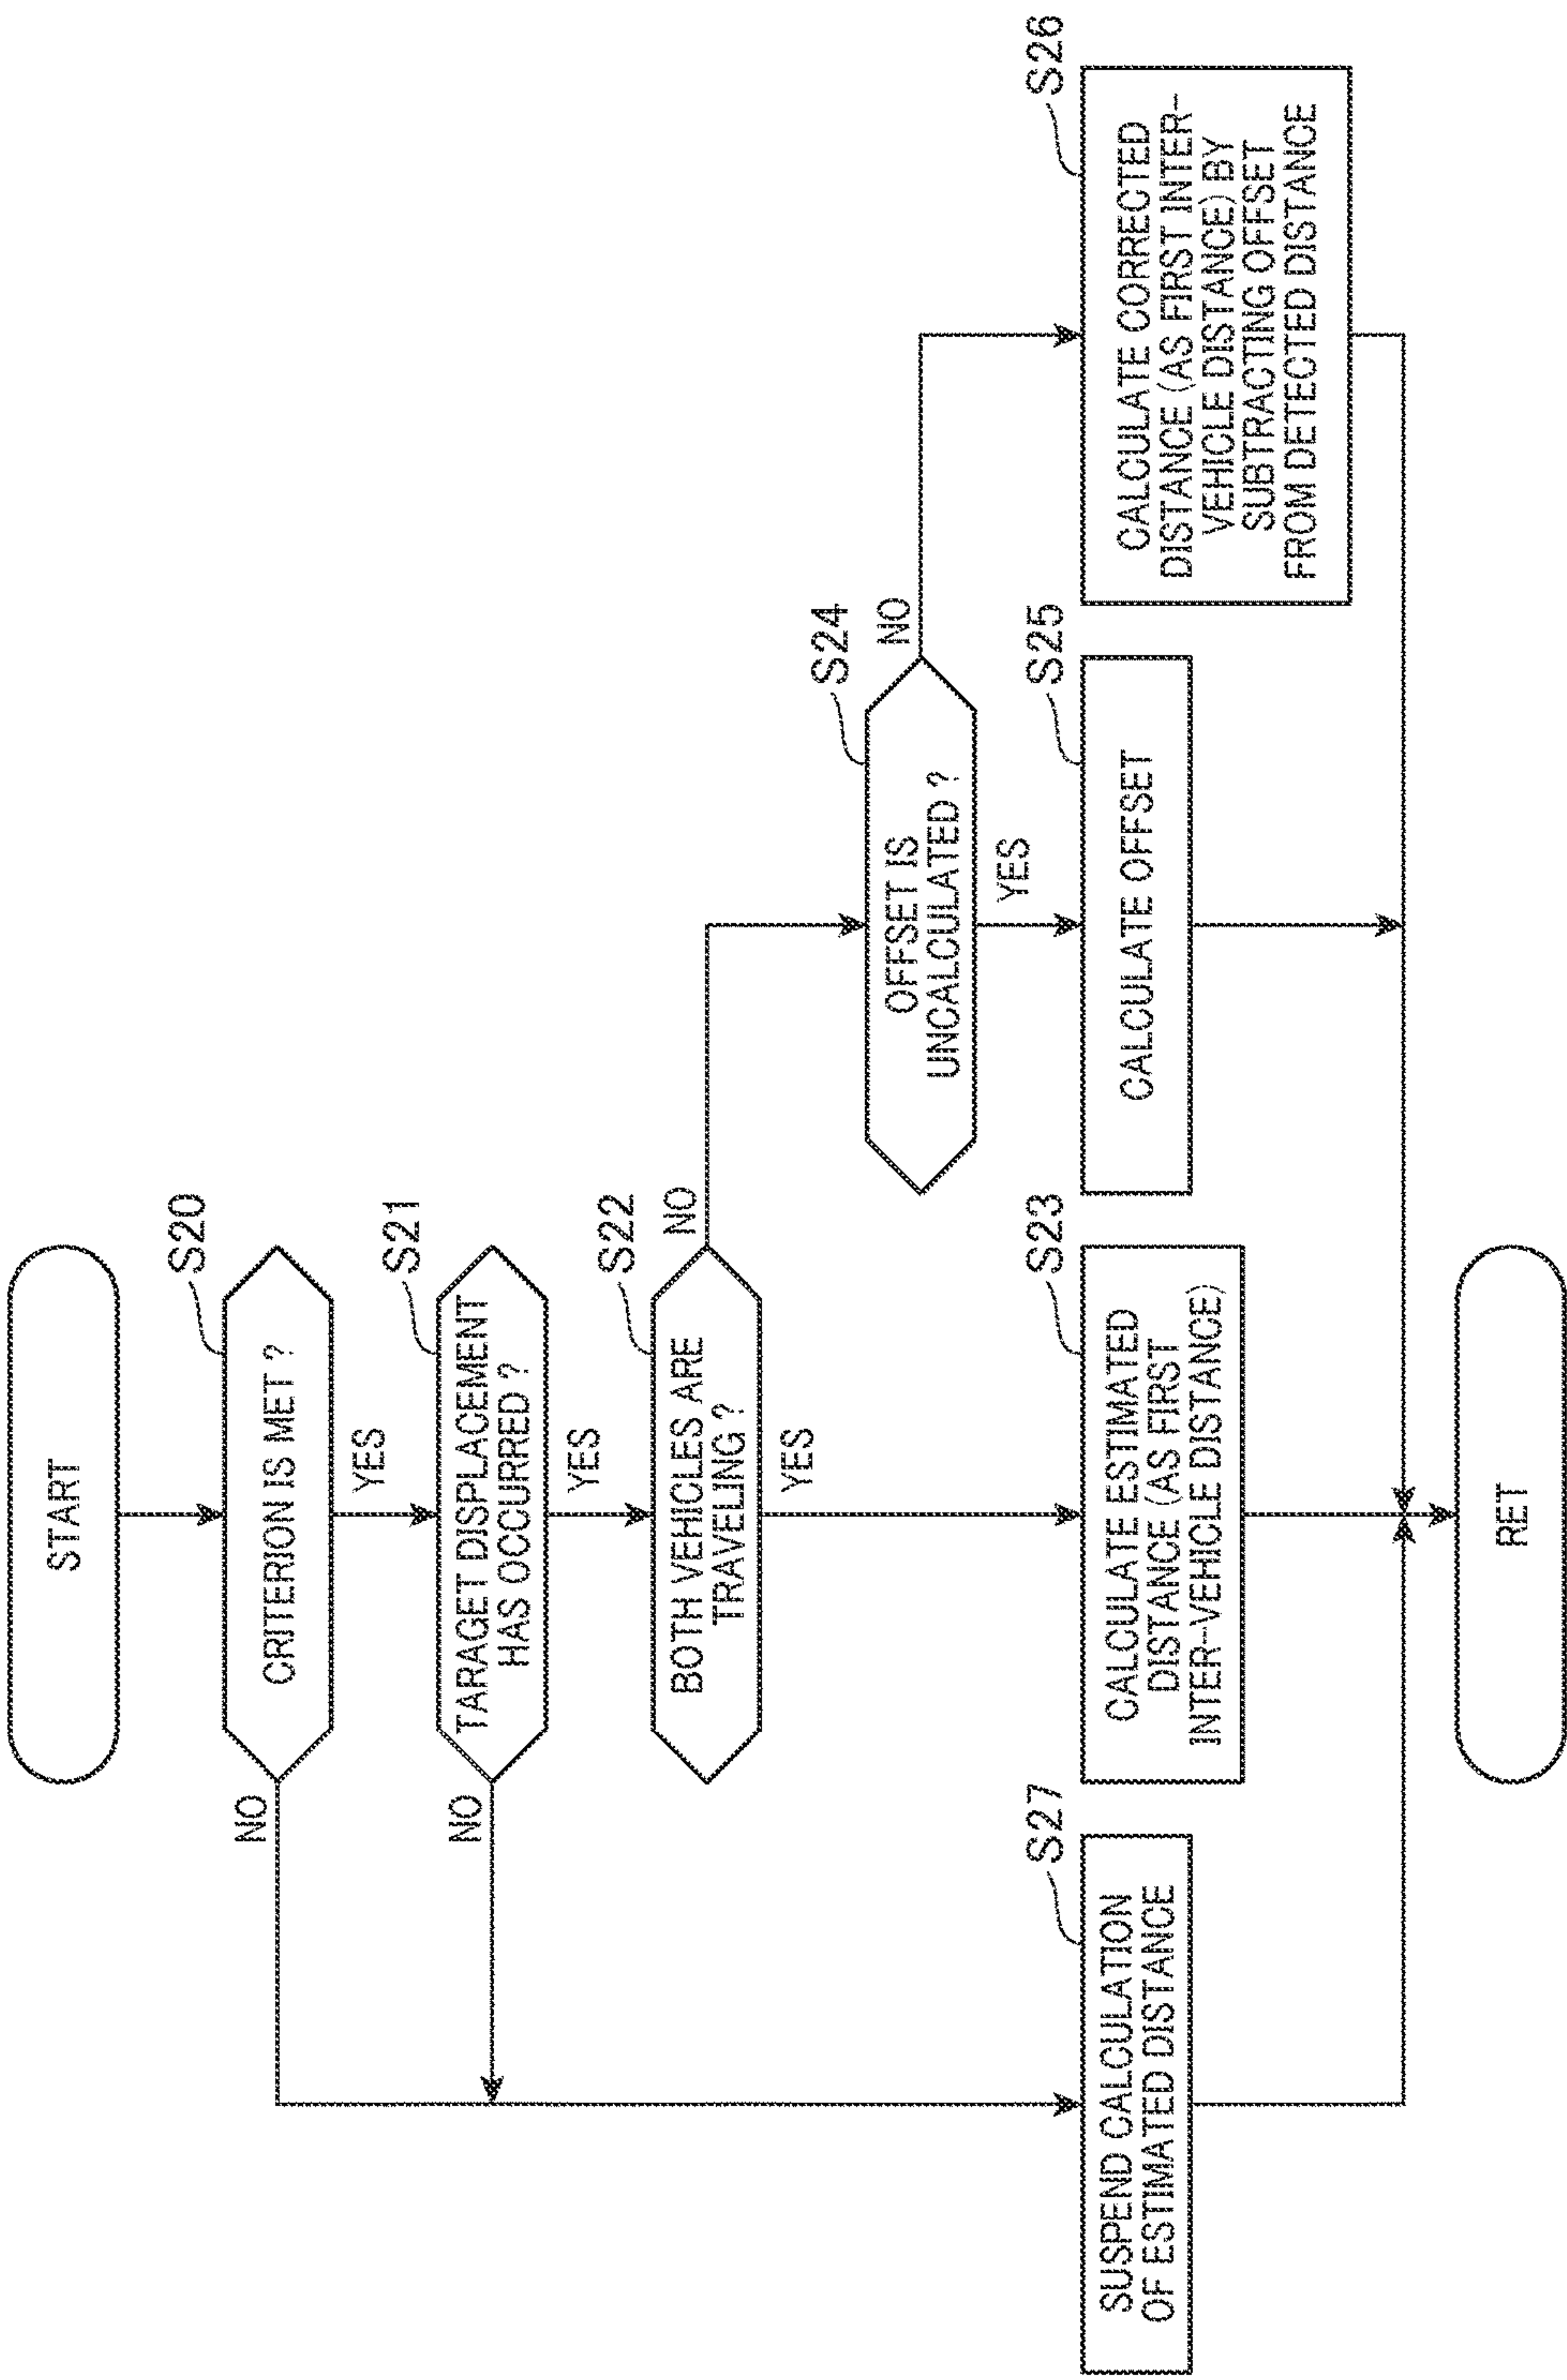 START
S20
CRITERION IS MET ?
NO
YES
S21
TARAGET DISPLACEMENT
HAS OCCURRED ?
NO
YES
S22
BOTH VEHICLES ARE
TRAVELING ?
NO
YES
S24
OFFSET IS
UNCALCULATED ?
NO
YES
S27
SUSPEND CALCULATION
OF ESTIMATED DISTANCE
S23
CALCULATE ESTIMATED
DISTANCE (AS FIRST
INTER-VEHICLE DISTANCE)
S25
CALCULATE OFFSET
S26
CALCULATE CORRECTED
DISTANCE (AS FIRST INTER-
VEHICLE DISTANCE) BY
SUBTRACTING OFFSET
FROM DETECTED DISTANCE
RET